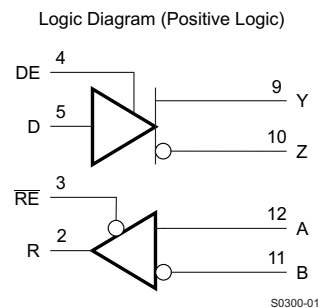 Logic Diagram (Positive Logic)
DE 4
D 5
9 Y
10 Z
RE 3
R 2
12 A
11 B
S0300-01